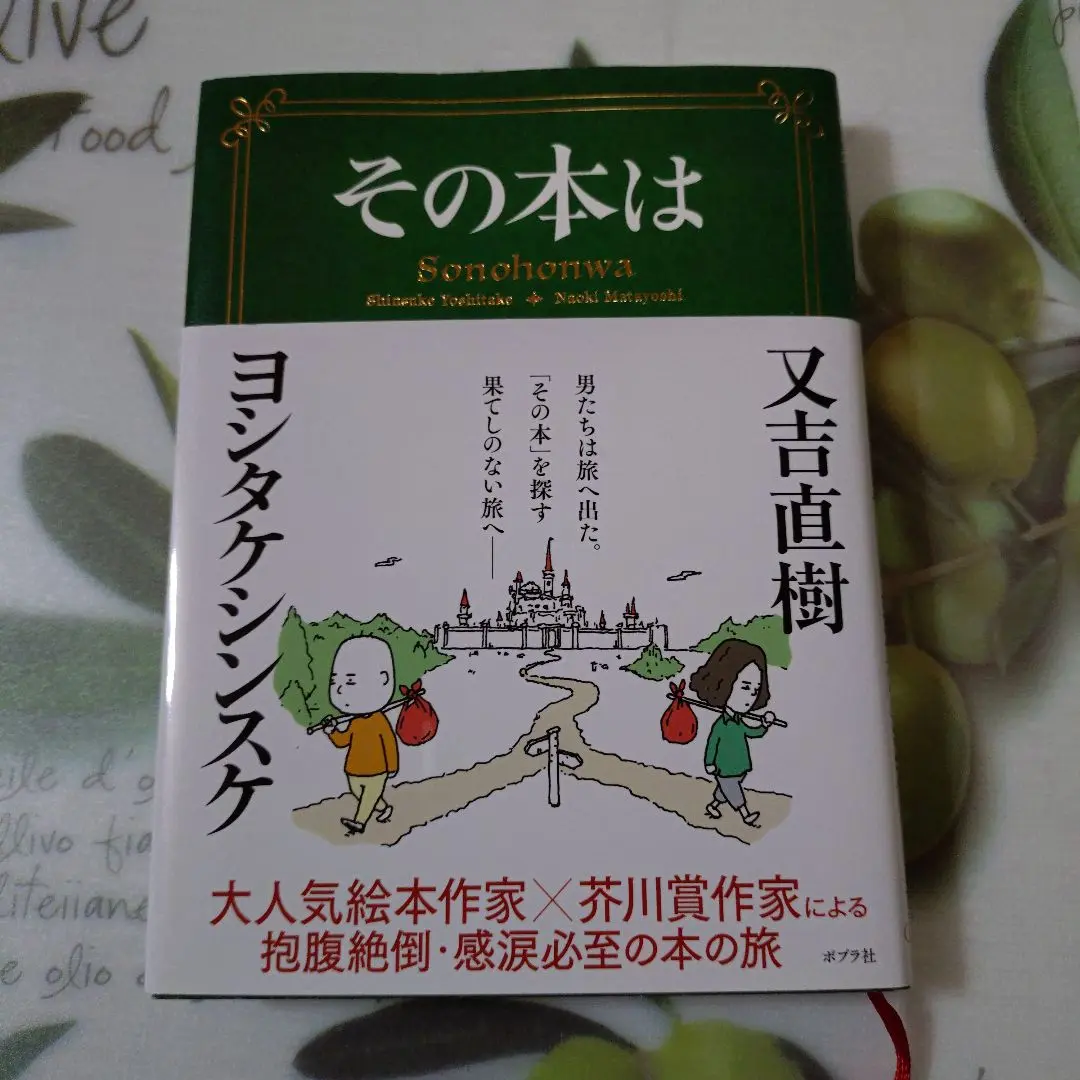 live
Food
その本は
Sonohonwa
Shinsuke Yoshitake Naoki Matayoshi
又吉直樹
男たちは旅へ出た。
「その本」を探す
果てしのない旅へ――
ヨシタケシンスケ
大人気絵本作家×芥川賞作家による
抱腹絶倒・感涙必至の本の旅
ポプラ社
olio